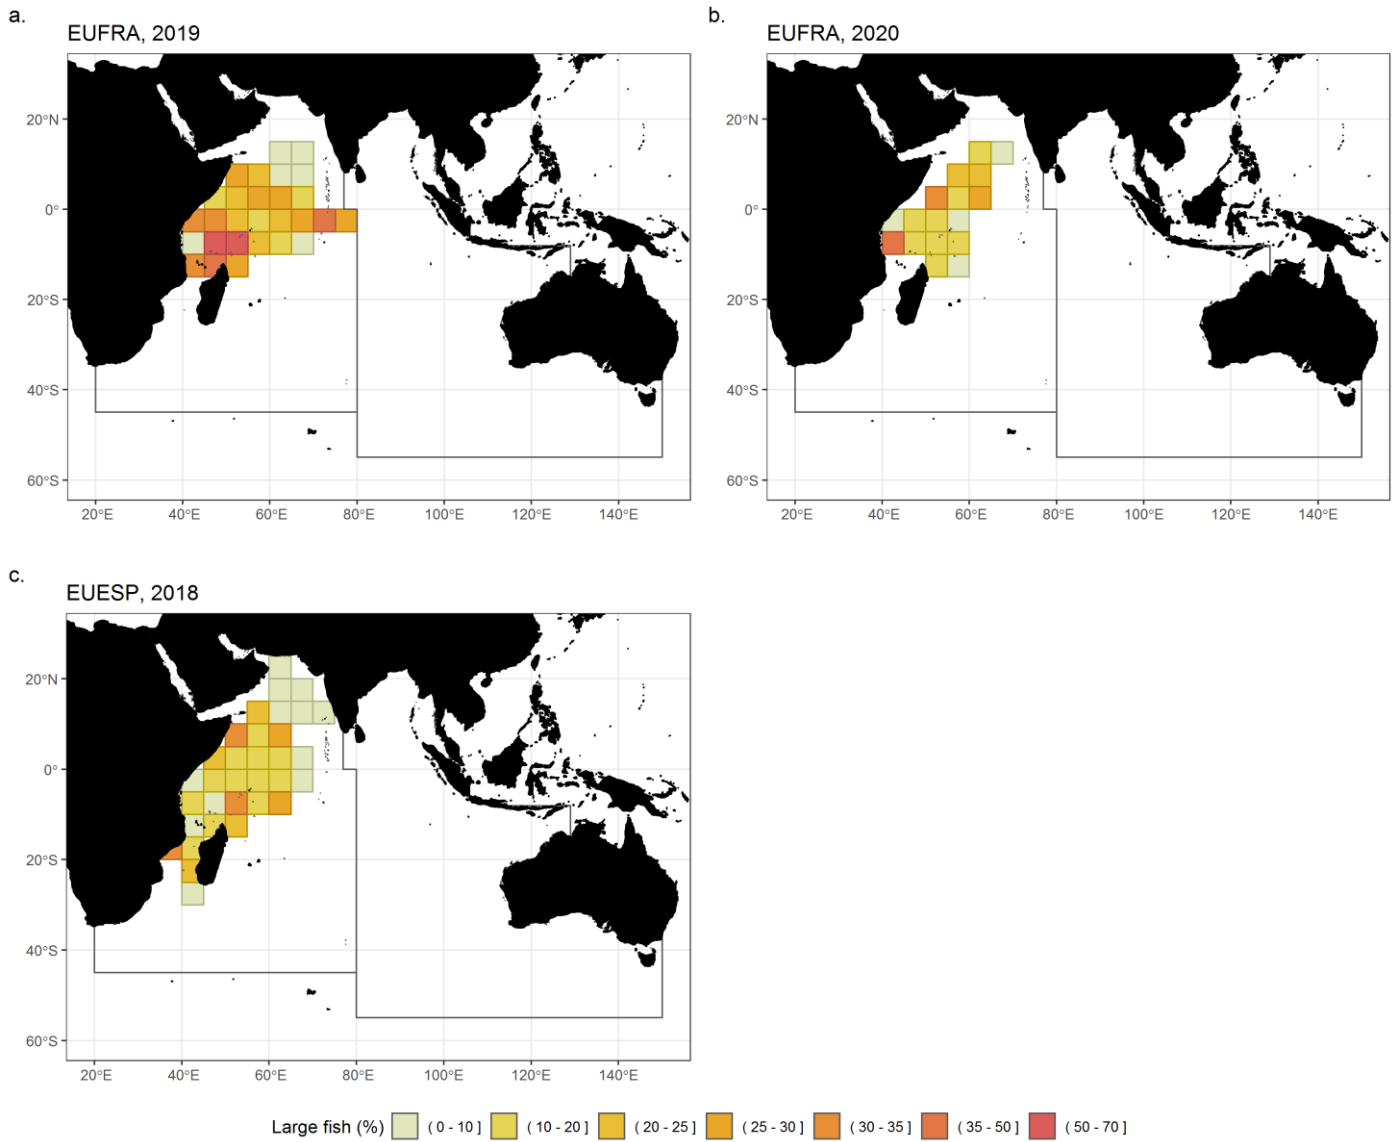 a.
EUFRA, 2019
20°N
0°
20°S
40°S
60°S
20°E 40°E 60°E 80°E 100°E 120°E 140°E
b.
EUFRA, 2020
20°N
0°
20°S
40°S
60°S
20°E 40°E 60°E 80°E 100°E 120°E 140°E
c.
EUESP, 2018
20°N
0°
20°S
40°S
60°S
20°E 40°E 60°E 80°E 100°E 120°E 140°E
Large fish (%) ( 0 - 10 ] ( 10 - 20 ] ( 20 - 25 ] ( 25 - 30 ] ( 30 - 35 ] ( 35 - 50 ] ( 50 - 70 ]